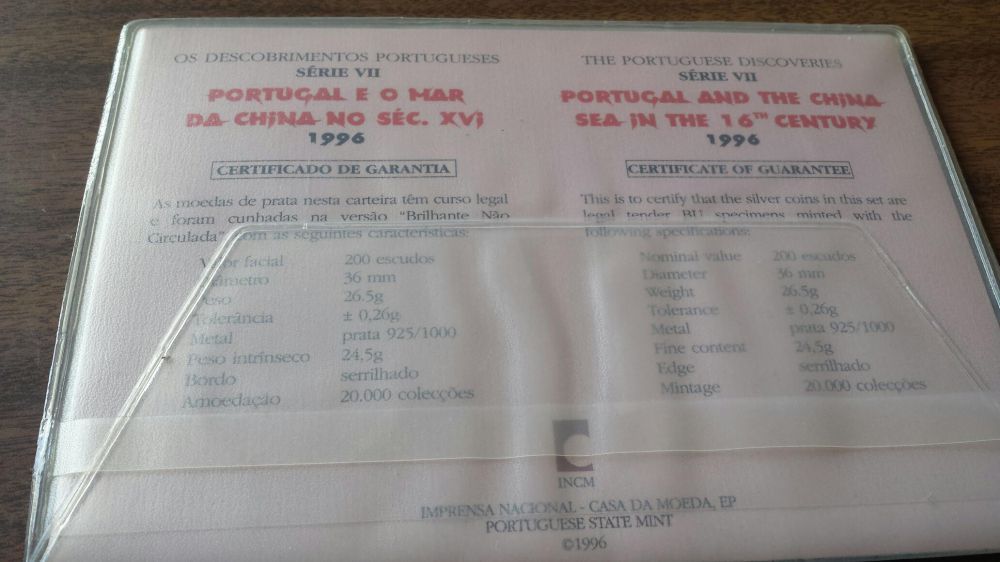 OS DESCOBRIMENTOS PORTUGUESES
SÉRIE VII
PORTUGAL E O MAR
DA CHINA NO SÉC. XVI
1996
CERTIFICADO DE GARANTIA
As moedas de prata nesta carteira têm curso legal
e foram cunhadas na versão "Brilhante Não
Circulada" com as seguintes características:
Valor facial 200 escudos
Diâmetro 36 mm
Peso 26.5g
Tolerância ± 0,26g
Metal prata 925/1000
Peso intrínseco 24,5g
Bordo serrilhado
Amoedação 20.000 colecções
THE PORTUGUESE DISCOVERIES
SÉRIE VII
PORTUGAL AND THE CHINA
SEA IN THE 16TH CENTURY
1996
CERTIFICATE OF GUARANTEE
This is to certify that the silver coins in this set are
legal tender BU specimens minted with the
following specifications:
Nominal value 200 escudos
Diameter 36 mm
Weight 26.5g
Tolerance ± 0,26g
Metal prata 925/1000
Fine content 24,5g
Edge serrilhado
Mintage 20.000 colecções
INCM
IMPRENSA NACIONAL - CASA DA MOEDA, EP
PORTUGUESE STATE MINT
©1996